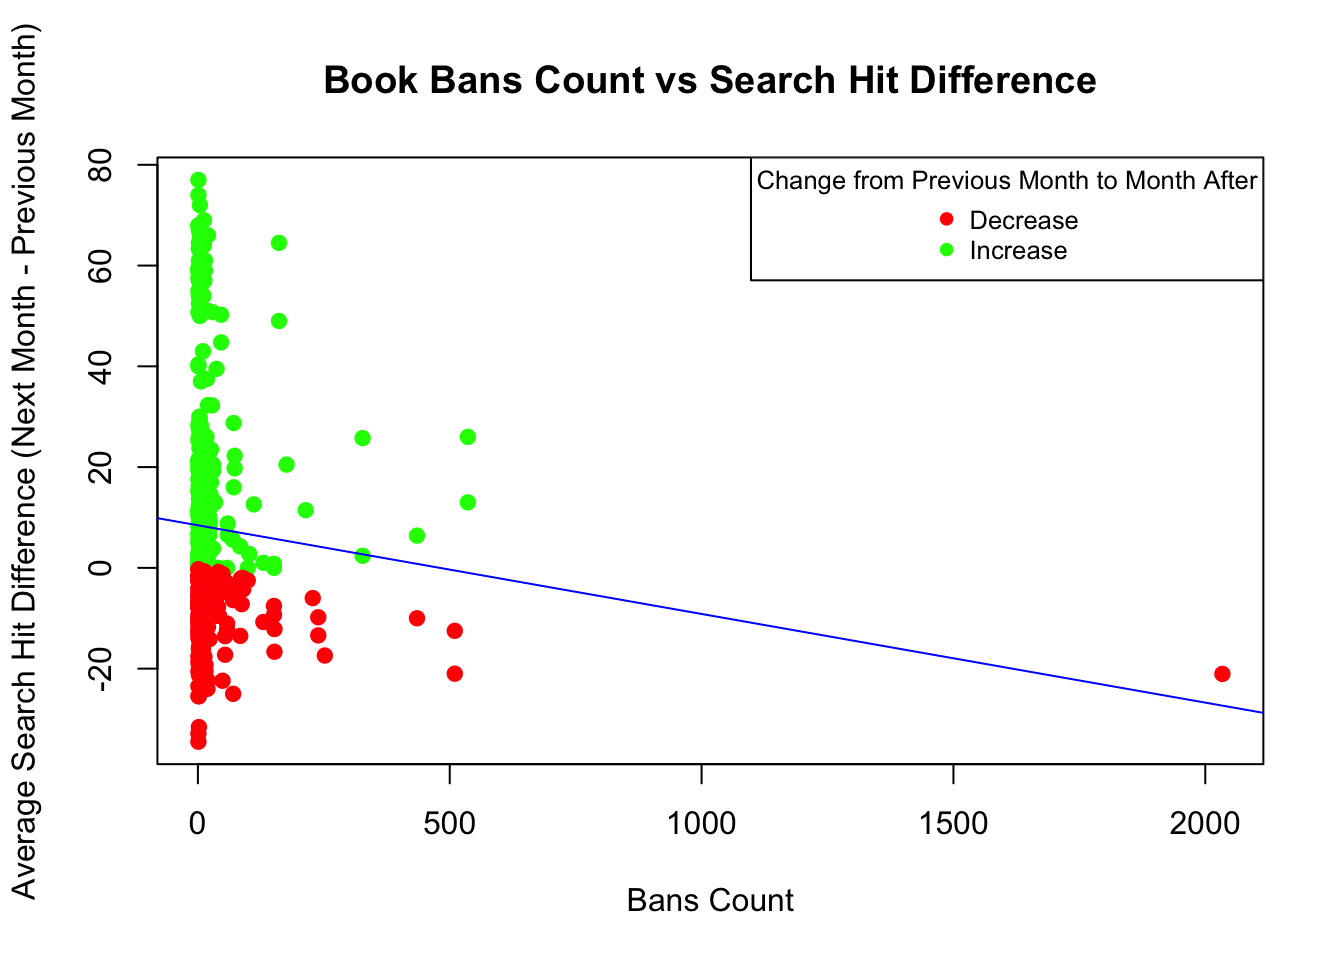 Book Bans Count vs Search Hit Difference
Average Search Hit Difference (Next Month - Previous Month)
80
60
40
20
0
-20
Change from Previous Month to Month After
Decrease
Increase
0
500
1000
1500
2000
Bans Count